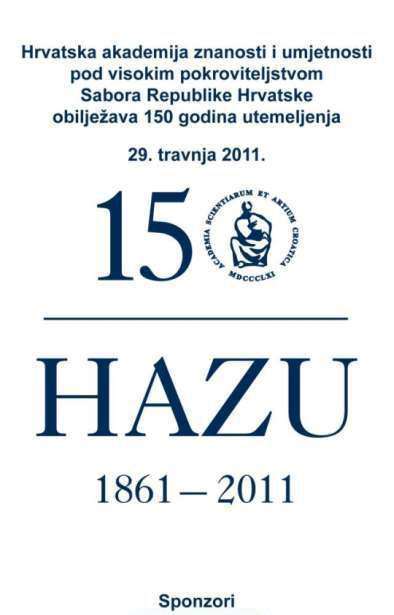 Hrvatska akademija znanosti i umjetnosti
pod visokim pokroviteljstvom
Sabora Republike Hrvatske
obilježava 150 godina utemeljenja
29. travnja 2011.
15
ACADEMIA SCIENTIARUM ET ARTIUM CROATICA
MDCCCLXI
HAZU
1861 – 2011
Sponzori